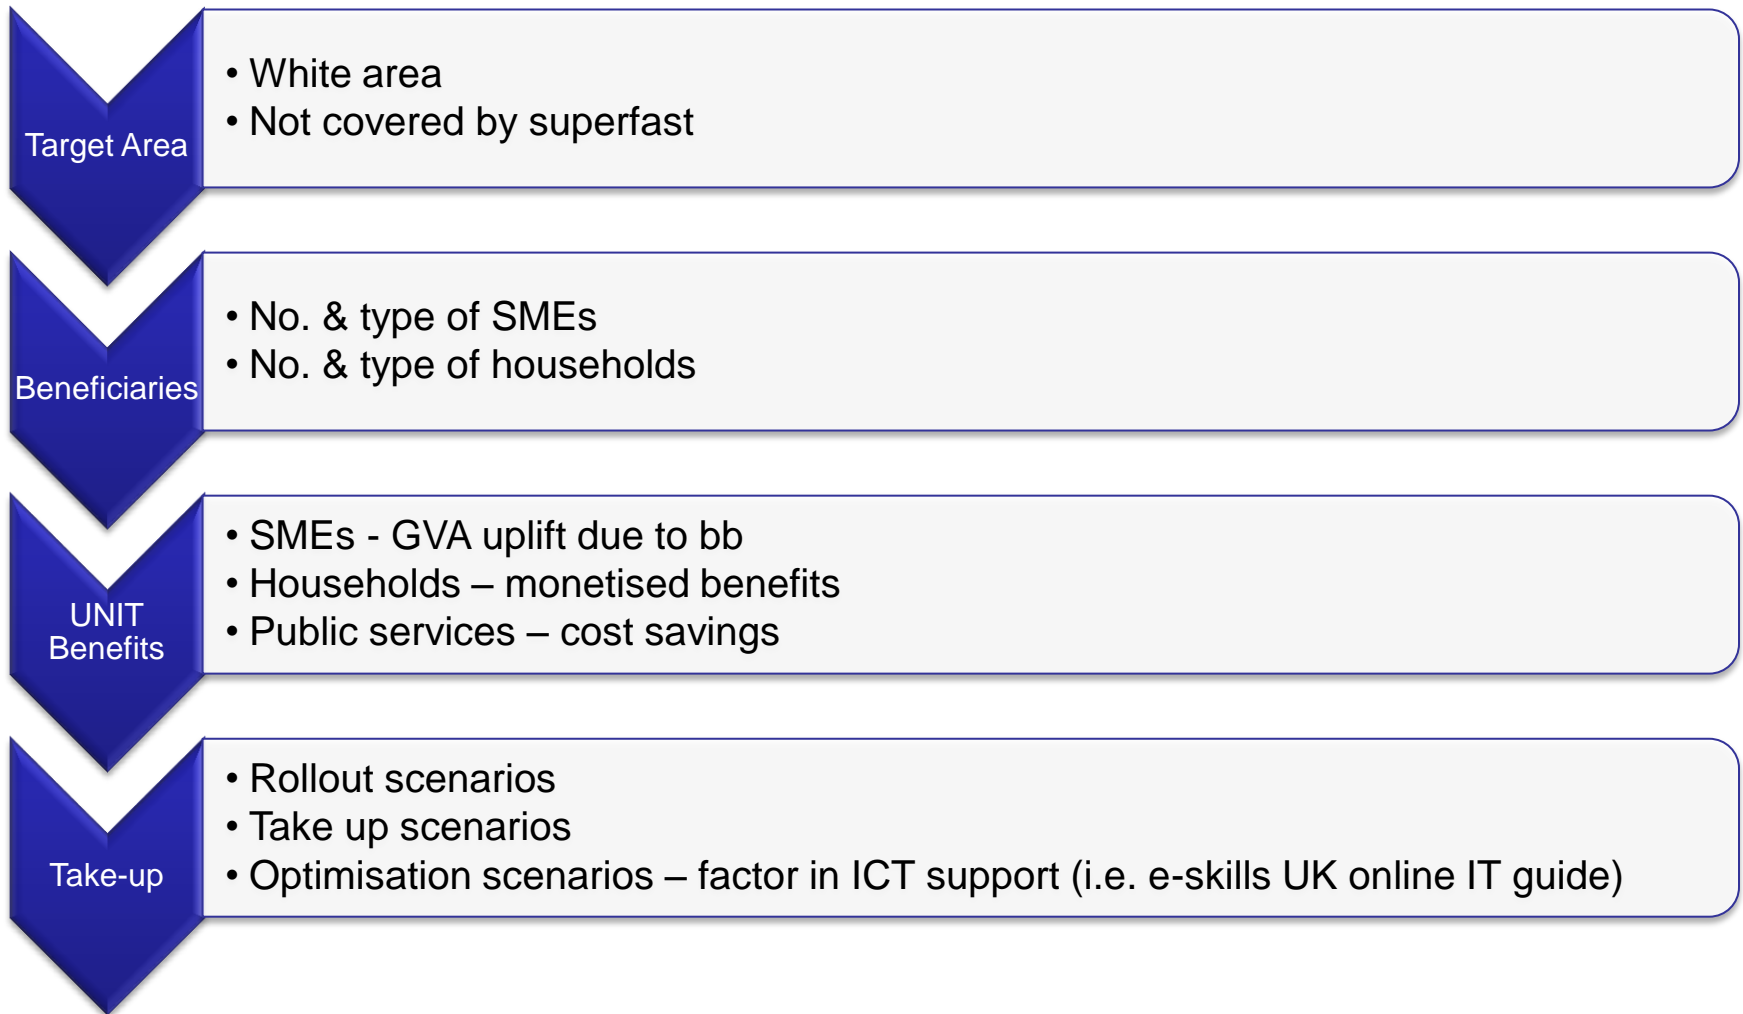 Target Area
• White area
• Not covered by superfast
Beneficiaries
• No. & type of SMEs
• No. & type of households
UNIT
Benefits
• SMEs - GVA uplift due to bb
• Households – monetised benefits
• Public services – cost savings
Take-up
• Rollout scenarios
• Take up scenarios
• Optimisation scenarios – factor in ICT support (i.e. e-skills UK online IT guide)